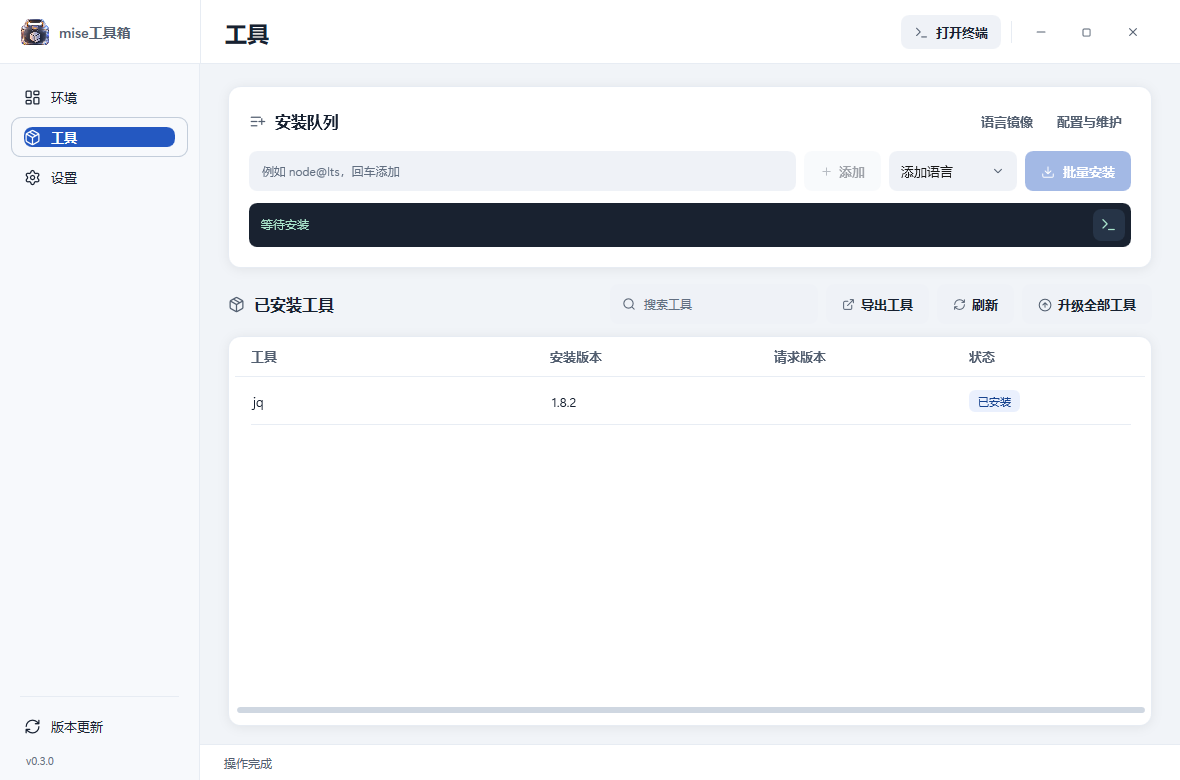 mise工具箱
工具
打开终端
环境
工具
设置
安装队列
语言镜像
配置与维护
例如 node@lts，回车添加
添加
添加语言
批量安装
等待安装
已安装工具
搜索工具
导出工具
刷新
升级全部工具
工具
安装版本
请求版本
状态
jq
1.8.2
已安装
版本更新
v0.3.0
操作完成